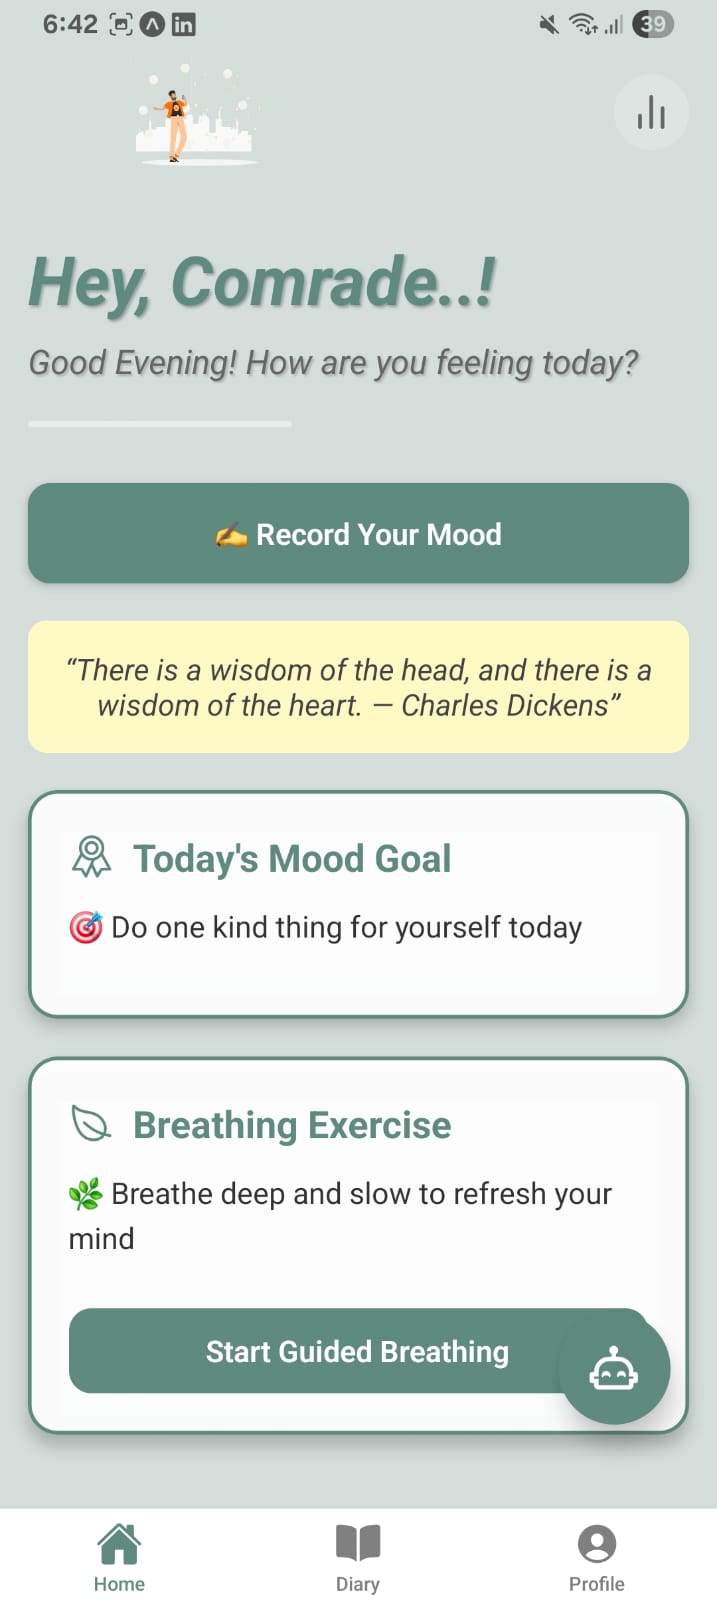 6:42
39
Hey, Comrade..!
Good Evening! How are you feeling today?
✍️ Record Your Mood
“There is a wisdom of the head, and there is a
wisdom of the heart. — Charles Dickens”
Today's Mood Goal
🎯 Do one kind thing for yourself today
Breathing Exercise
🌿 Breathe deep and slow to refresh your
mind
Start Guided Breathing
Home
Diary
Profile